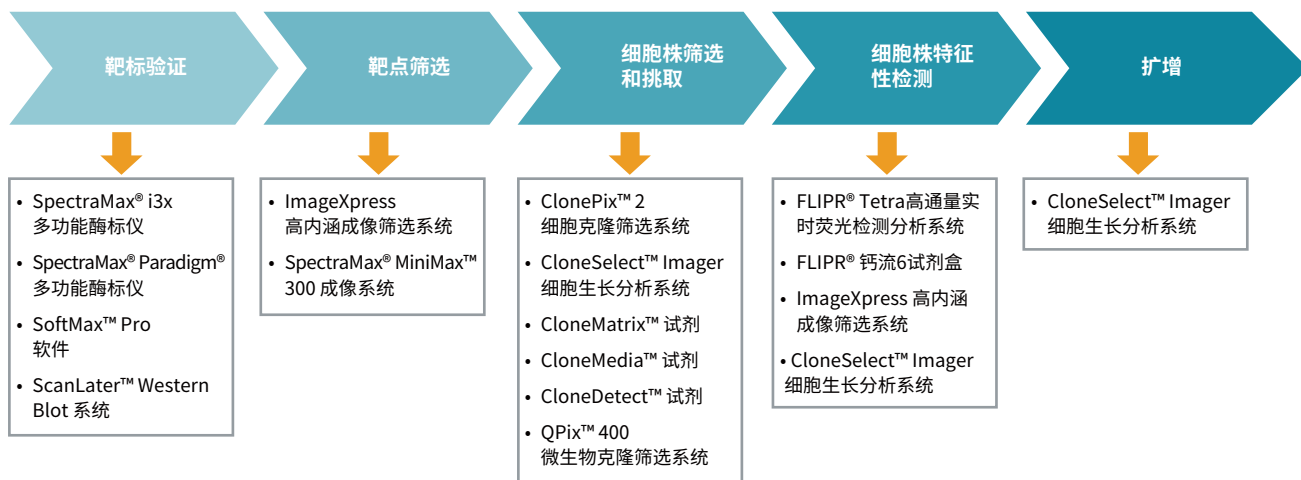 靶标验证
靶点筛选
细胞株筛选
和挑取
细胞株特征
性检测
扩增
• SpectraMax® i3x
多功能酶标仪
• SpectraMax® Paradigm®
多功能酶标仪
• SoftMax™ Pro
软件
• ScanLater™ Western
Blot 系统
• ImageXpress
高内涵成像筛选系统
• SpectraMax® MiniMax™
300 成像系统
• ClonePix™ 2
细胞克隆筛选系统
• CloneSelect™ Imager
细胞生长分析系统
• CloneMatrix™ 试剂
• CloneMedia™ 试剂
• CloneDetect™ 试剂
• QPix™ 400
微生物克隆筛选系统
• FLIPR® Tetra高通量实
时荧光检测分析系统
• FLIPR® 钙流6试剂盒
• ImageXpress 高内涵
成像筛选系统
• CloneSelect™ Imager
细胞生长分析系统
• CloneSelect™ Imager
细胞生长分析系统